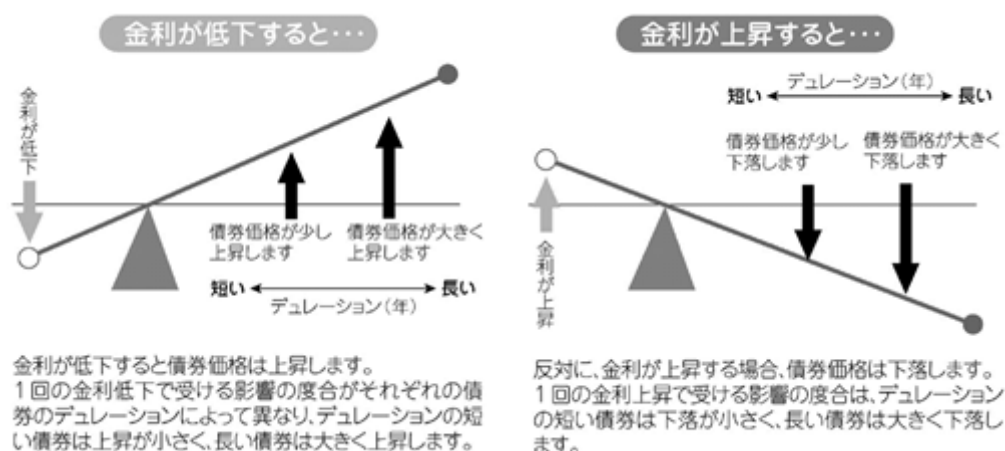 金利が低下すると･･･
金利が低下
債券価格が少し
上昇します
債券価格が大きく
上昇します
短い
長い
デュレーション（年）
金利が低下すると債券価格は上昇します。
１回の金利低下で受ける影響の度合がそれぞれの債
券のデュレーションによって異なり、デュレーションの短
い債券は上昇が小さく、長い債券は大きく上昇します。
金利が上昇すると･･･
デュレーション（年）
短い
長い
債券価格が少し
下落します
債券価格が大きく
下落します
金利が上昇
反対に、金利が上昇する場合、債券価格は下落します。
１回の金利上昇で受ける影響の度合は、デュレーション
の短い債券は下落が小さく、長い債券は大きく下落し
ます。